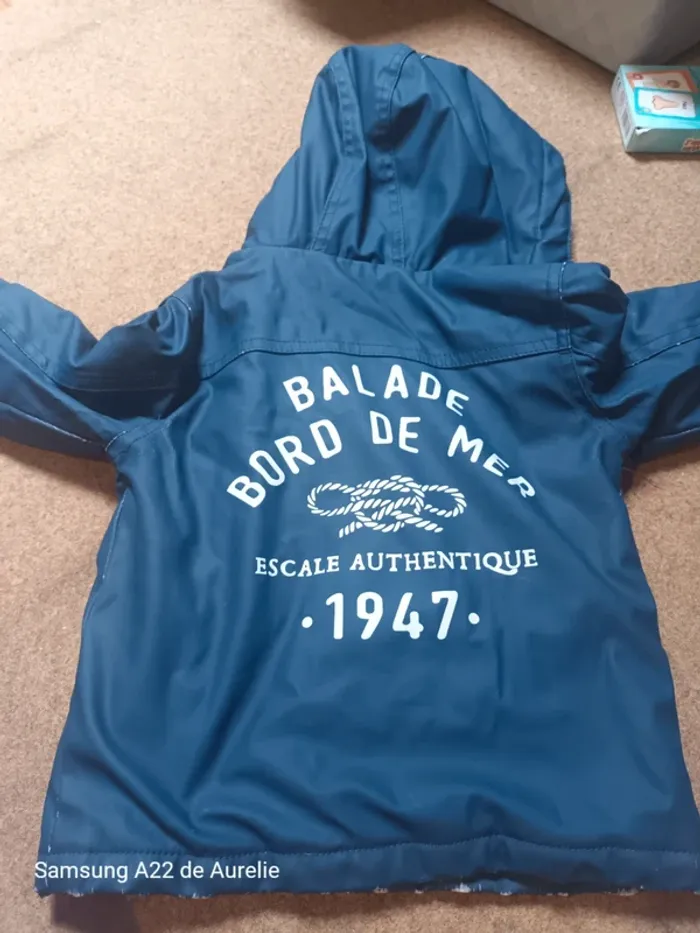 BALADE
BORD DE MER
ESCALE AUTHENTIQUE
·1947·
Samsung A22 de Aurelie